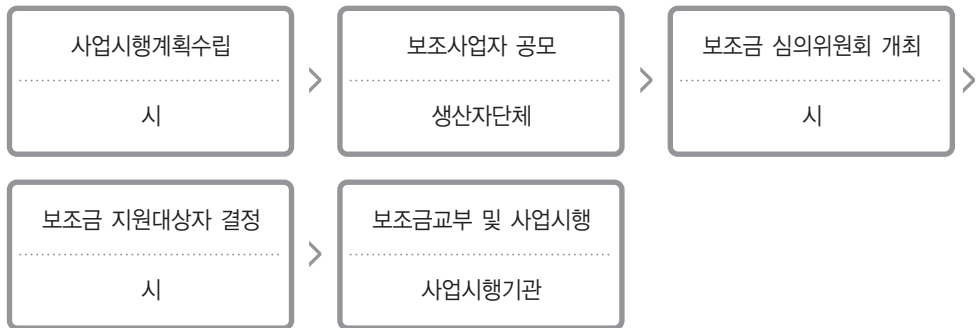 사업시행계획수립
시
보조사업자 공모
생산자단체
보조금 심의위원회 개최
시
보조금 지원대상자 결정
시
보조금교부 및 사업시행
사업시행기관